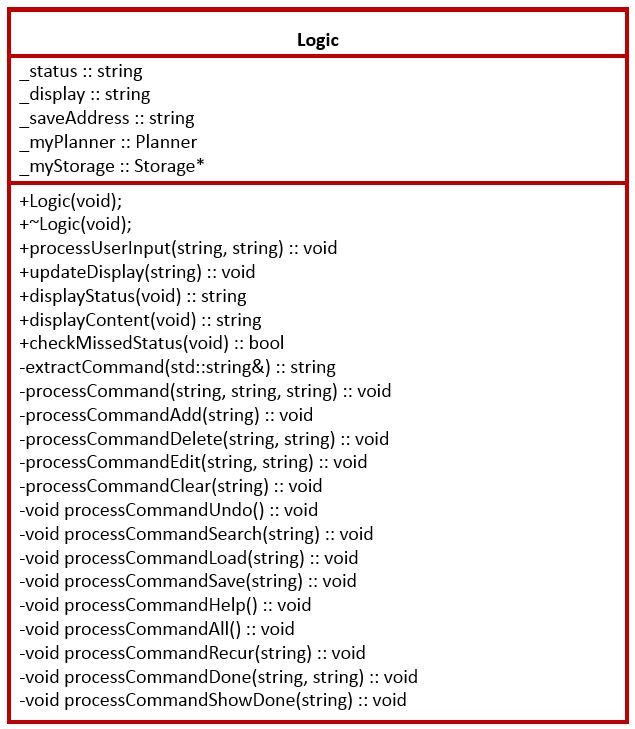 Logic
_status :: string
_display :: string
_saveAddress :: string
_myPlanner :: Planner
_myStorage :: Storage*
+Logic(void);
+~Logic(void);
+processUserInput(string, string) :: void
+updateDisplay(string) :: void
+displayStatus(void) :: string
+displayContent(void) :: string
+checkMissedStatus(void) :: bool
-extractCommand(std::string&) :: string
-processCommand(string, string, string) :: void
-processCommandAdd(string) :: void
-processCommandDelete(string, string) :: void
-processCommandEdit(string, string) :: void
-processCommandClear(string) :: void
-void processCommandUndo() :: void
-void processCommandSearch(string) :: void
-void processCommandLoad(string) :: void
-void processCommandSave(string) :: void
-void processCommandHelp() :: void
-void processCommandAll() :: void
-void processCommandRecur(string) :: void
-void processCommandDone(string, string) :: void
-void processCommandShowDone(string) :: void